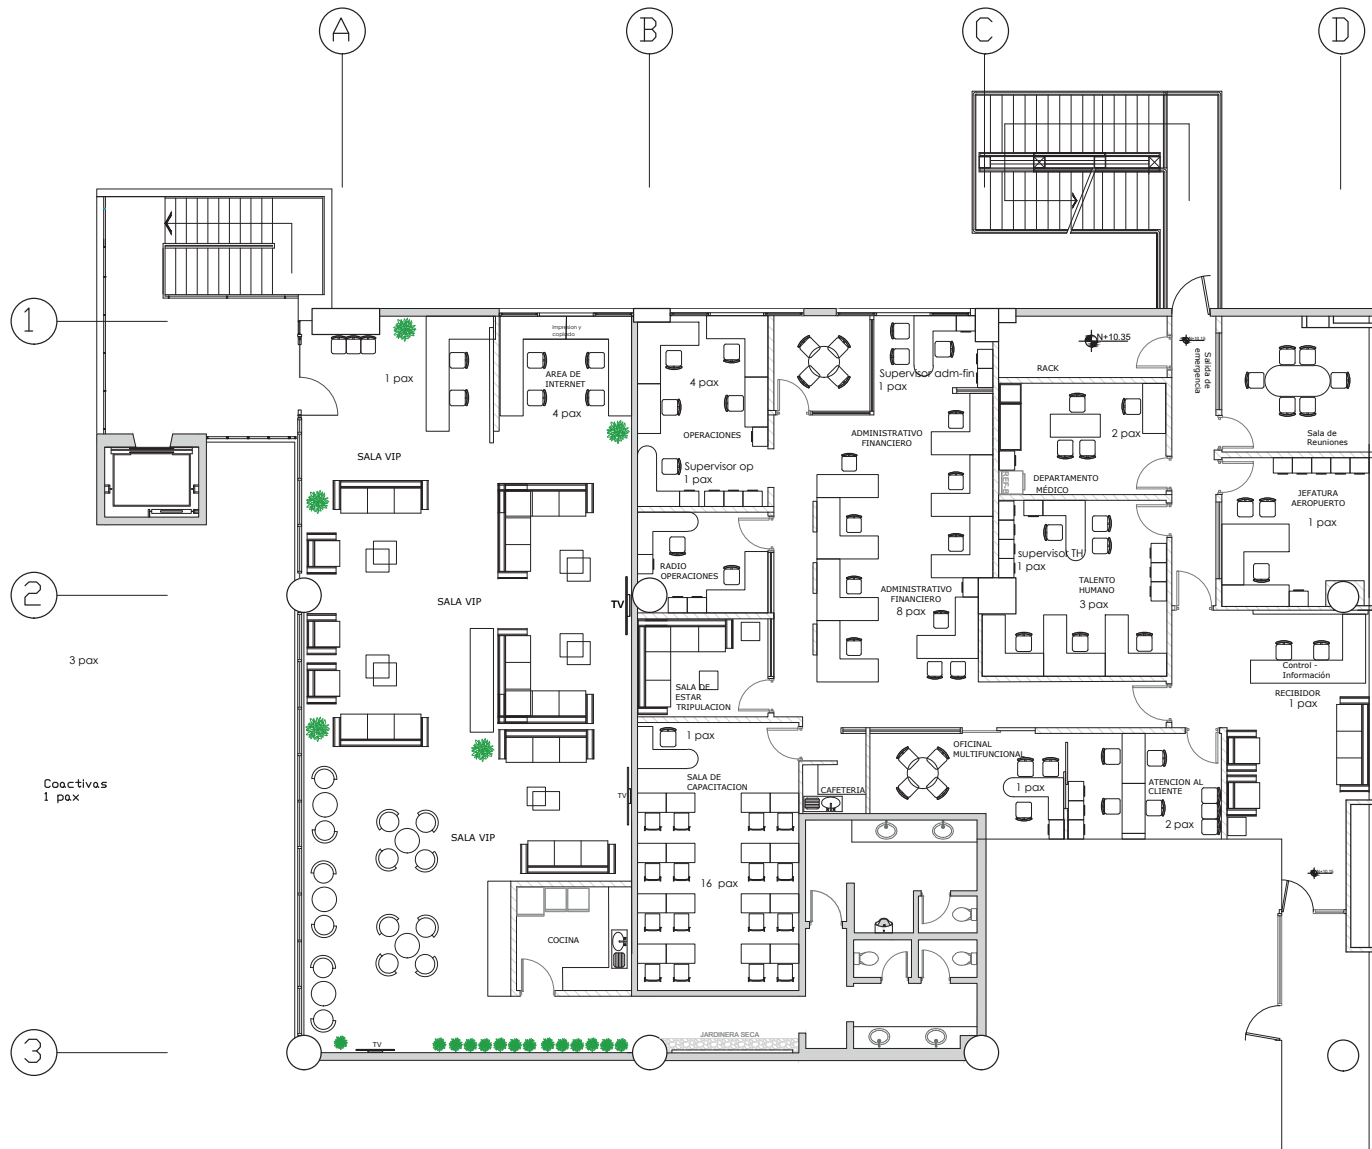 A
B
C
D
1
2
3
Impresion y
copiado
1 pax
AREA DE
INTERNET
4 pax
SALA VIP
4 pax
OPERACIONES
Supervisor op
1 pax
Supervisor adm-fin
1 pax
ADMINISTRATIVO
FINANCIERO
N+10.35
RACK
Salida de
emergencia
2 pax
DEPARTAMENTO
MÉDICO
Sala de
Reuniones
JEFATURA
AEROPUERTO
1 pax
RADIO
OPERACIONES
supervisor TH
1 pax
TALENTO
HUMANO
3 pax
ADMINISTRATIVO
FINANCIERO
8 pax
SALA VIP
TV
3 pax
SALA DE
ESTAR
TRIPULACION
Control -
Información
RECIBIDOR
1 pax
1 pax
SALA DE
CAPACITACION
OFICINAL
MULTIFUNCIONAL
1 pax
ATENCION AL
CLIENTE
2 pax
CAFETERIA
Coactivas
1 pax
TV
SALA VIP
16 pax
COCINA
JARDINERA SECA
TV